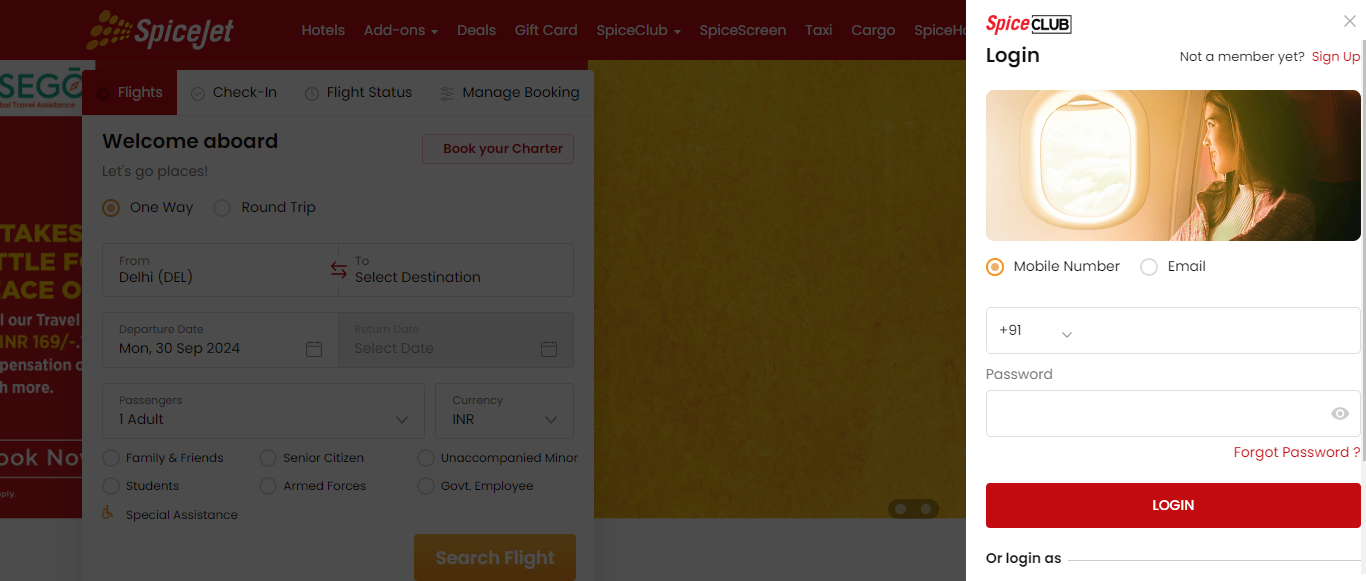 SpiceJet
Hotels Add-ons Deals Gift Card SpiceClub SpiceScreen Taxi Cargo
Flights Check-In Flight Status Manage Booking
Welcome aboard
Book your Charter
Let's go places!
One Way Round Trip
From To
Delhi (DEL) Select Destination
Departure Date Return Date
Mon, 30 Sep 2024 Select Date
Passengers Currency
1 Adult INR
Family & Friends Senior Citizen Unaccompanied Minor
Students Armed Forces Govt. Employee
Special Assistance
Search Flight
SEGO
bal Travel Assistance
TAKES
TTLE F
ACE O
l our Travel
INR 169/-.
pensation
h more.
ook Nov
pply.
SpiceCLUB
Login
Not a member yet? Sign Up
Mobile Number Email
+91
Password
Forgot Password ?
LOGIN
Or login as